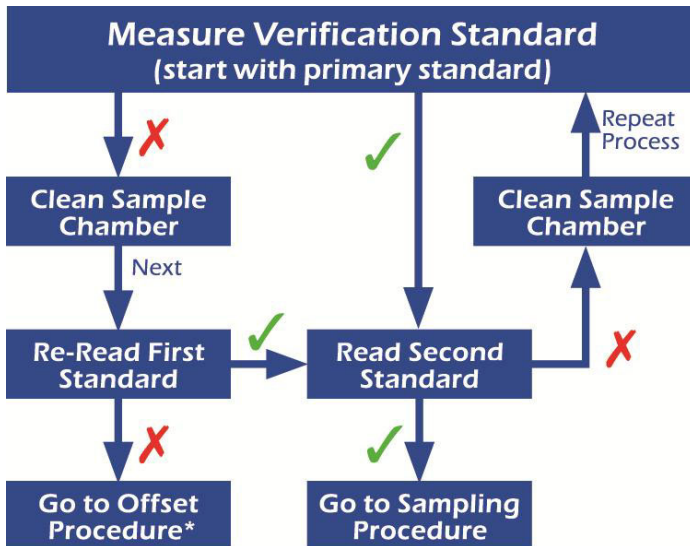 Measure Verification Standard
(start with primary standard)
Repeat
Process
Clean Sample
Chamber
Clean Sample
Chamber
Next
Re-Read First
Standard
Read Second
Standard
Go to Offset
Procedure*
Go to Sampling
Procedure